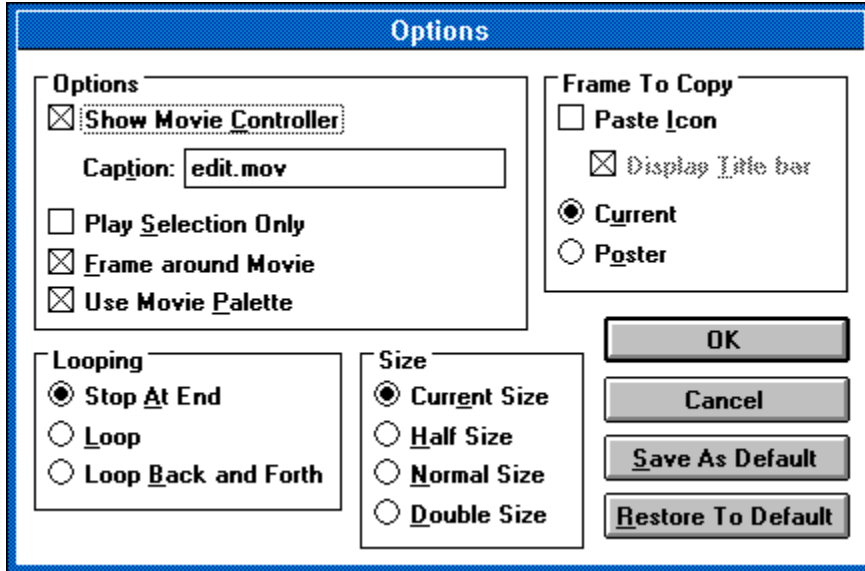 Options
Options
Show Movie Controller
Caption: edit.mov
Play Selection Only
Frame around Movie
Use Movie Palette
Frame To Copy
Paste Icon
Display Title bar
Current
Poster
Looping
Stop At End
Loop
Loop Back and Forth
Size
Current Size
Half Size
Normal Size
Double Size
OK
Cancel
Save As Default
Restore To Default